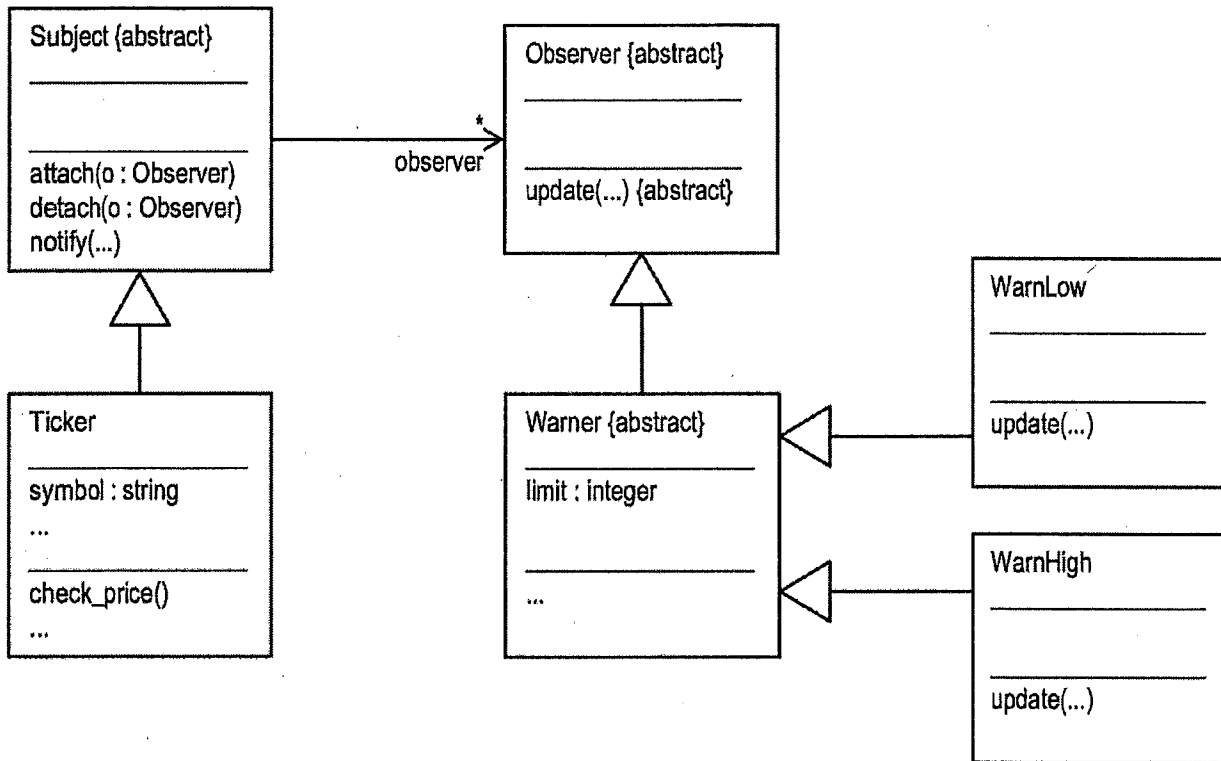 Subject {abstract}
attach(o : Observer)
detach(o : Observer)
notify(...)
*
observer
Observer {abstract}
update(...) {abstract}
Ticker
symbol : string
...
check_price()
...
Warner {abstract}
limit : integer
...
WarnLow
update(...)
WarnHigh
update(...)